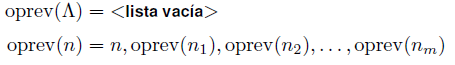 oprev(Λ) = <lista vacía>
oprev(n) = n, oprev(n₁), oprev(n₂), . . . , oprev(nₘ)